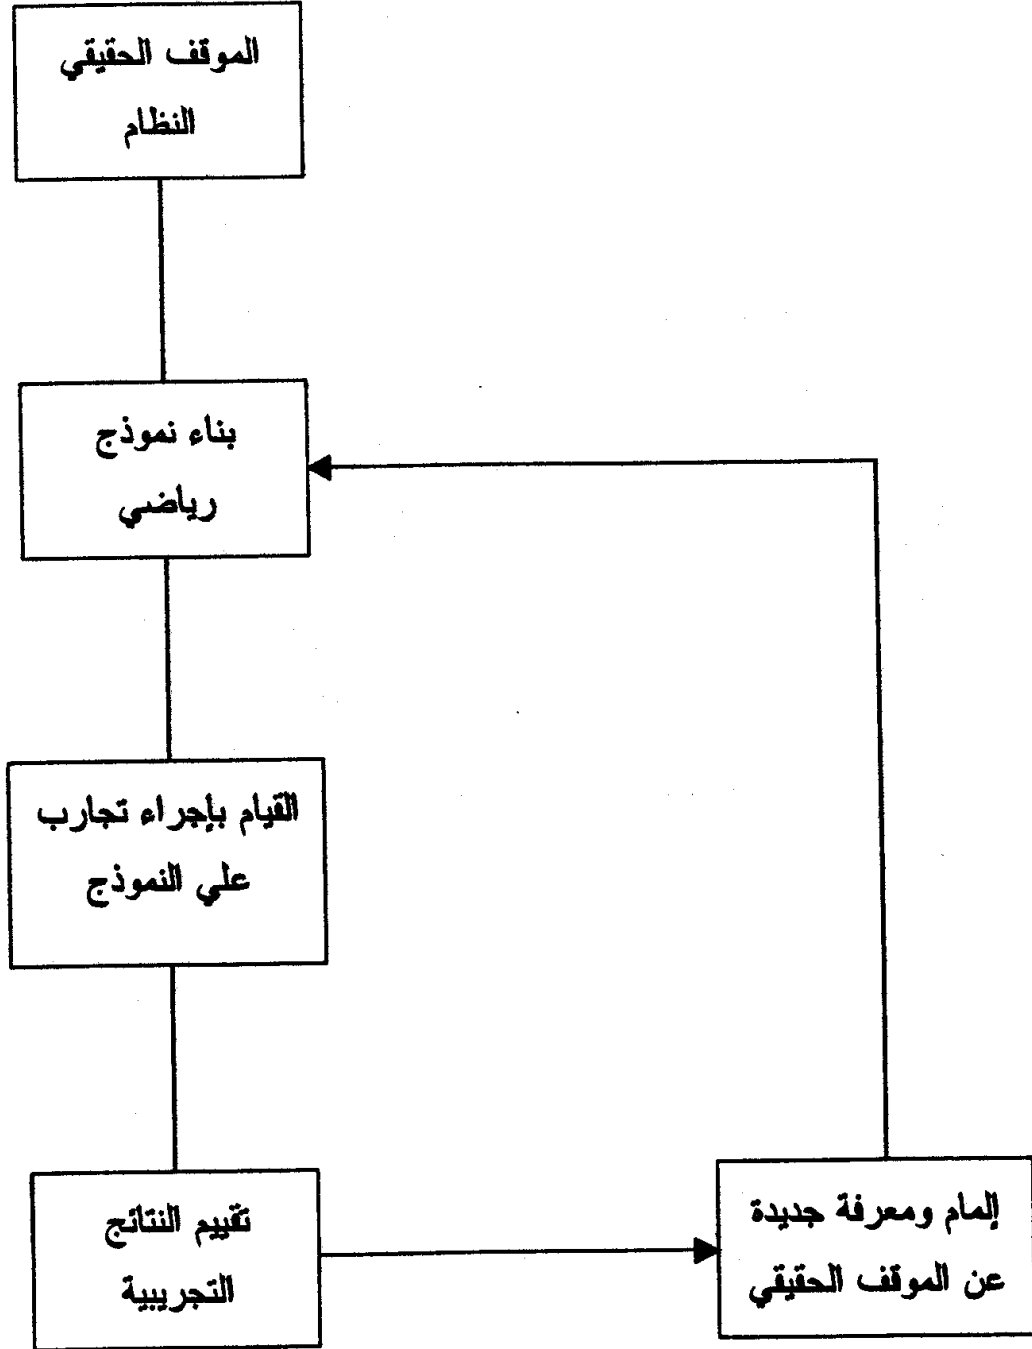 الموقف الحقيقي
النظام
بناء نموذج
رياضي
القيام بإجراء تجارب
علي النموذج
تقييم النتائج
التجريبية
إلمام ومعرفة جديدة
عن الموقف الحقيقي